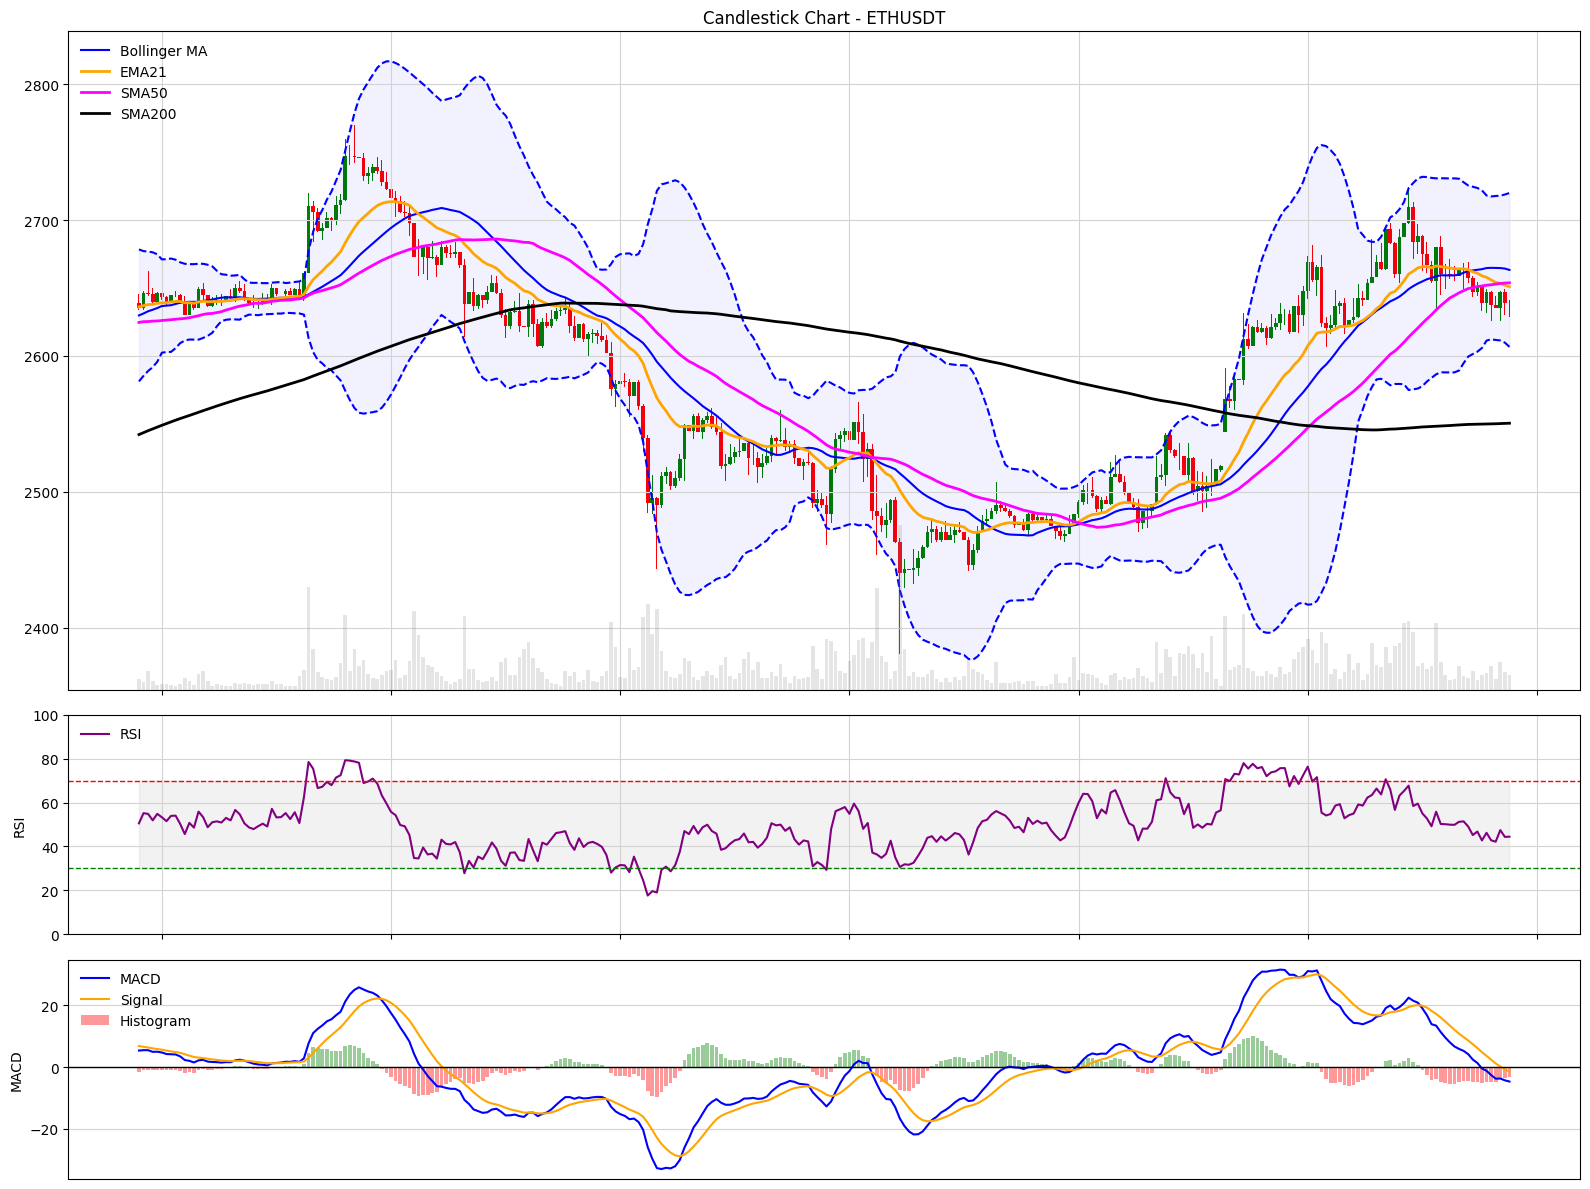 Candlestick Chart - ETHUSDT
Bollinger MA
EMA21
SMA50
SMA200
2800
2700
2600
2500
2400
RSI
100
80
60
40
20
0
RSI
MACD
Signal
Histogram
20
0
−20
MACD